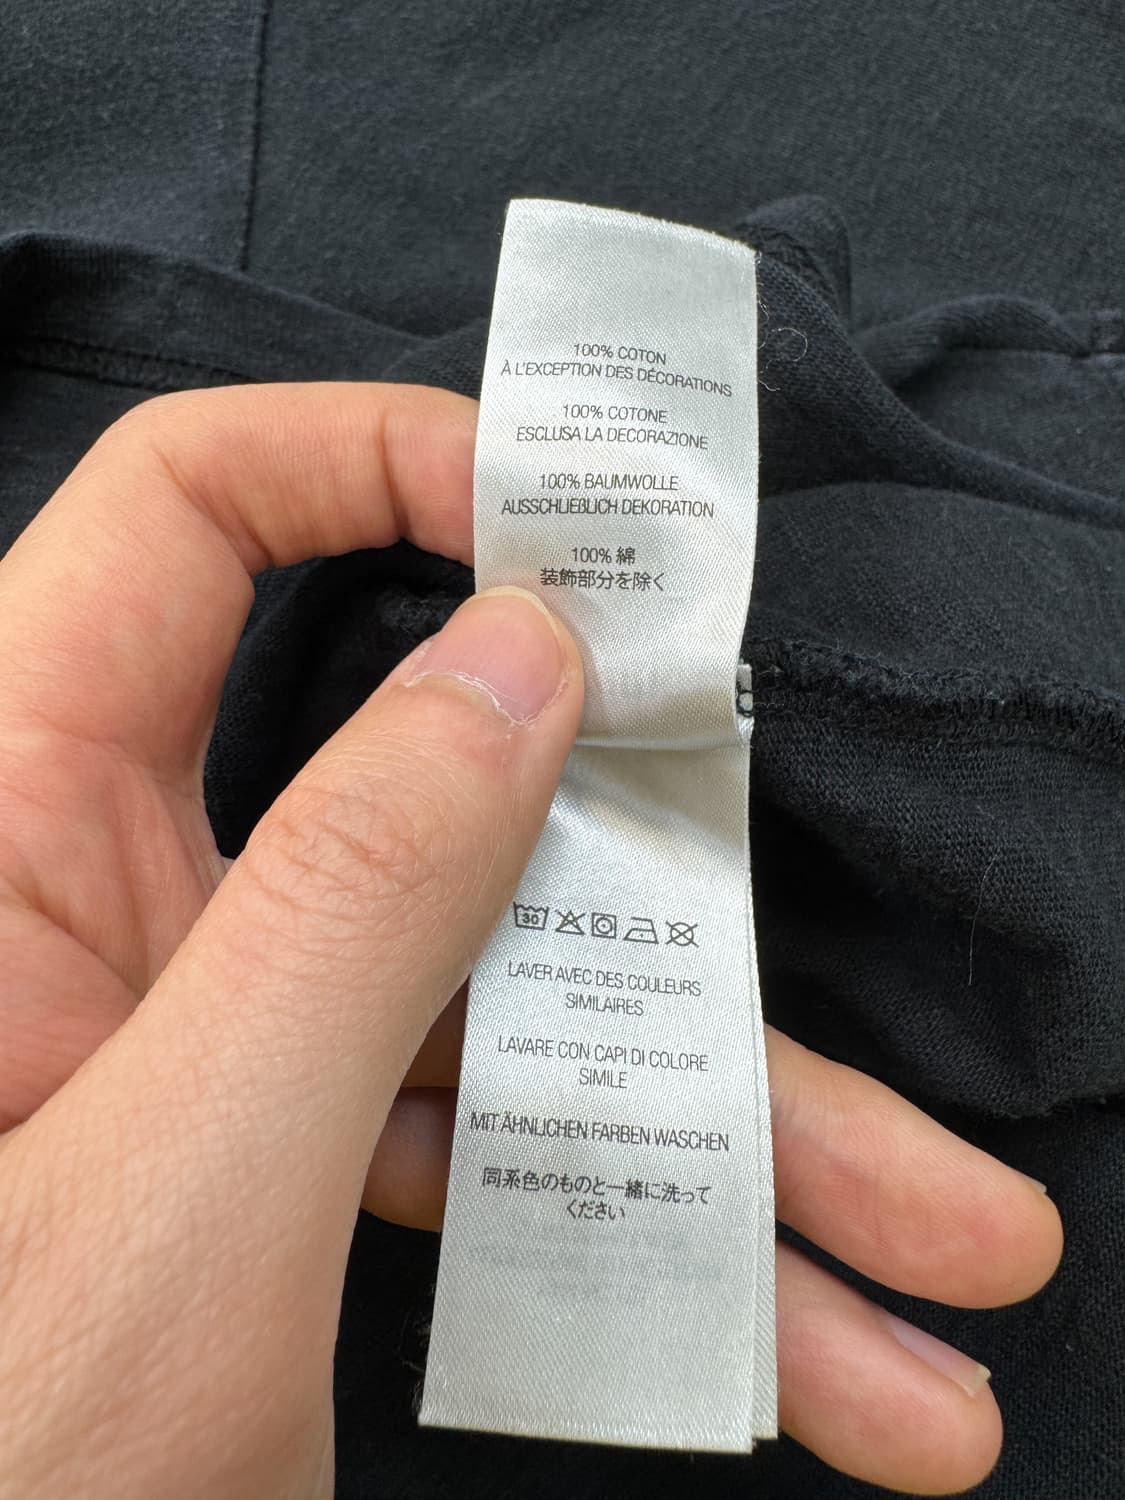 100% COTON
À L'EXCEPTION DES DÉCORATIONS
100% COTONE
ESCLUSA LA DECORAZIONE
100% BAUMWOLLE
AUSSCHLIEßLICH DEKORATION
100% 綿
装飾部分を除く
30
LAVER AVEC DES COULEURS
SIMILAIRES
LAVARE CON CAPI DI COLORE
SIMILE
MIT ÄHNLICHEN FARBEN WASCHEN
同系色のものと一緒に洗って
ください